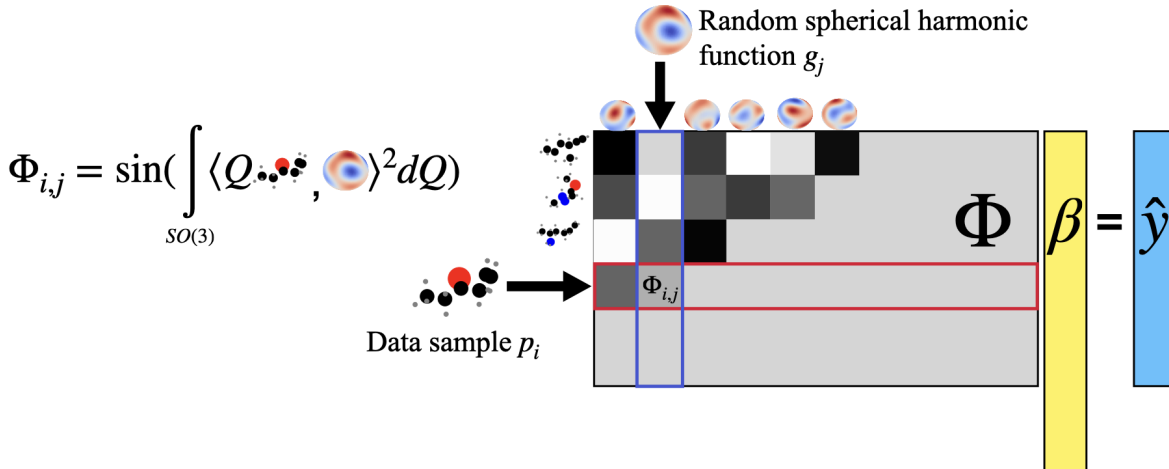 Random spherical harmonic
function g_j
Φ_{i,j} = sin( ∫_{SO(3)} ⟨Q , ⟩² dQ)
Φ β = ŷ
Φ_{i,j}
Data sample p_i